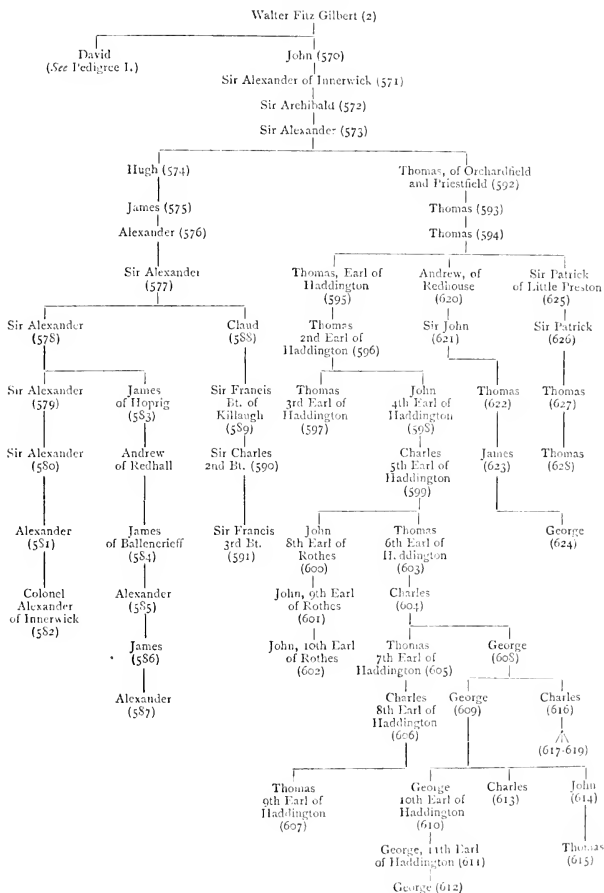 Walter Fitz Gilbert (2)
David
(See Pedigree I.)
John (570)
Sir Alexander of Innerwick (571)
Sir Archibald (572)
Sir Alexander (573)
Hugh (574)
Thomas, of Orchardfield
and Priestfield (592)
James (575)
Thomas (593)
Alexander (576)
Thomas (594)
Sir Alexander
(577)
Thomas, Earl of
Haddington
(595)
Andrew, of
Redhouse
(620)
Sir Patrick
of Little Preston
(625)
Sir Alexander
(578)
Claud
(588)
Thomas
2nd Earl of
Haddington (596)
Sir John
(621)
Sir Patrick
(626)
Sir Alexander
(579)
James
of Hoprig
(583)
Sir Francis
Bt. of
Killaugh
(589)
Thomas
3rd Earl of
Haddington
(597)
John
4th Earl of
Haddington
(598)
Thomas
(622)
Thomas
(627)
Sir Alexander
(580)
Andrew
of Redhall
Sir Charles
2nd Bt. (590)
Charles
5th Earl of
Haddington
(599)
James
(623)
Thomas
(628)
Alexander
(581)
James
of Ballencrieff
(584)
Sir Francis
3rd Bt.
(591)
John
8th Earl of
Rothes
(600)
Thomas
6th Earl of
H.ddington
(603)
George
(624)
Colonel
Alexander
of Innerwick
(582)
Alexander
(585)
John, 9th Earl
of Rothes
(601)
Charles
(604)
James
(586)
John, 10th Earl
of Rothes
(602)
Thomas
7th Earl of
Haddington (605)
George
(608)
Alexander
(587)
Charles
8th Earl of
Haddington
(606)
George
(609)
Charles
(616)
(617-619)
Thomas
9th Earl of
Haddington
(607)
George
10th Earl of
Haddington
(610)
Charles
(613)
John
(614)
George, 11th Earl
of Haddington (611)
Thomas
(615)
George (612)